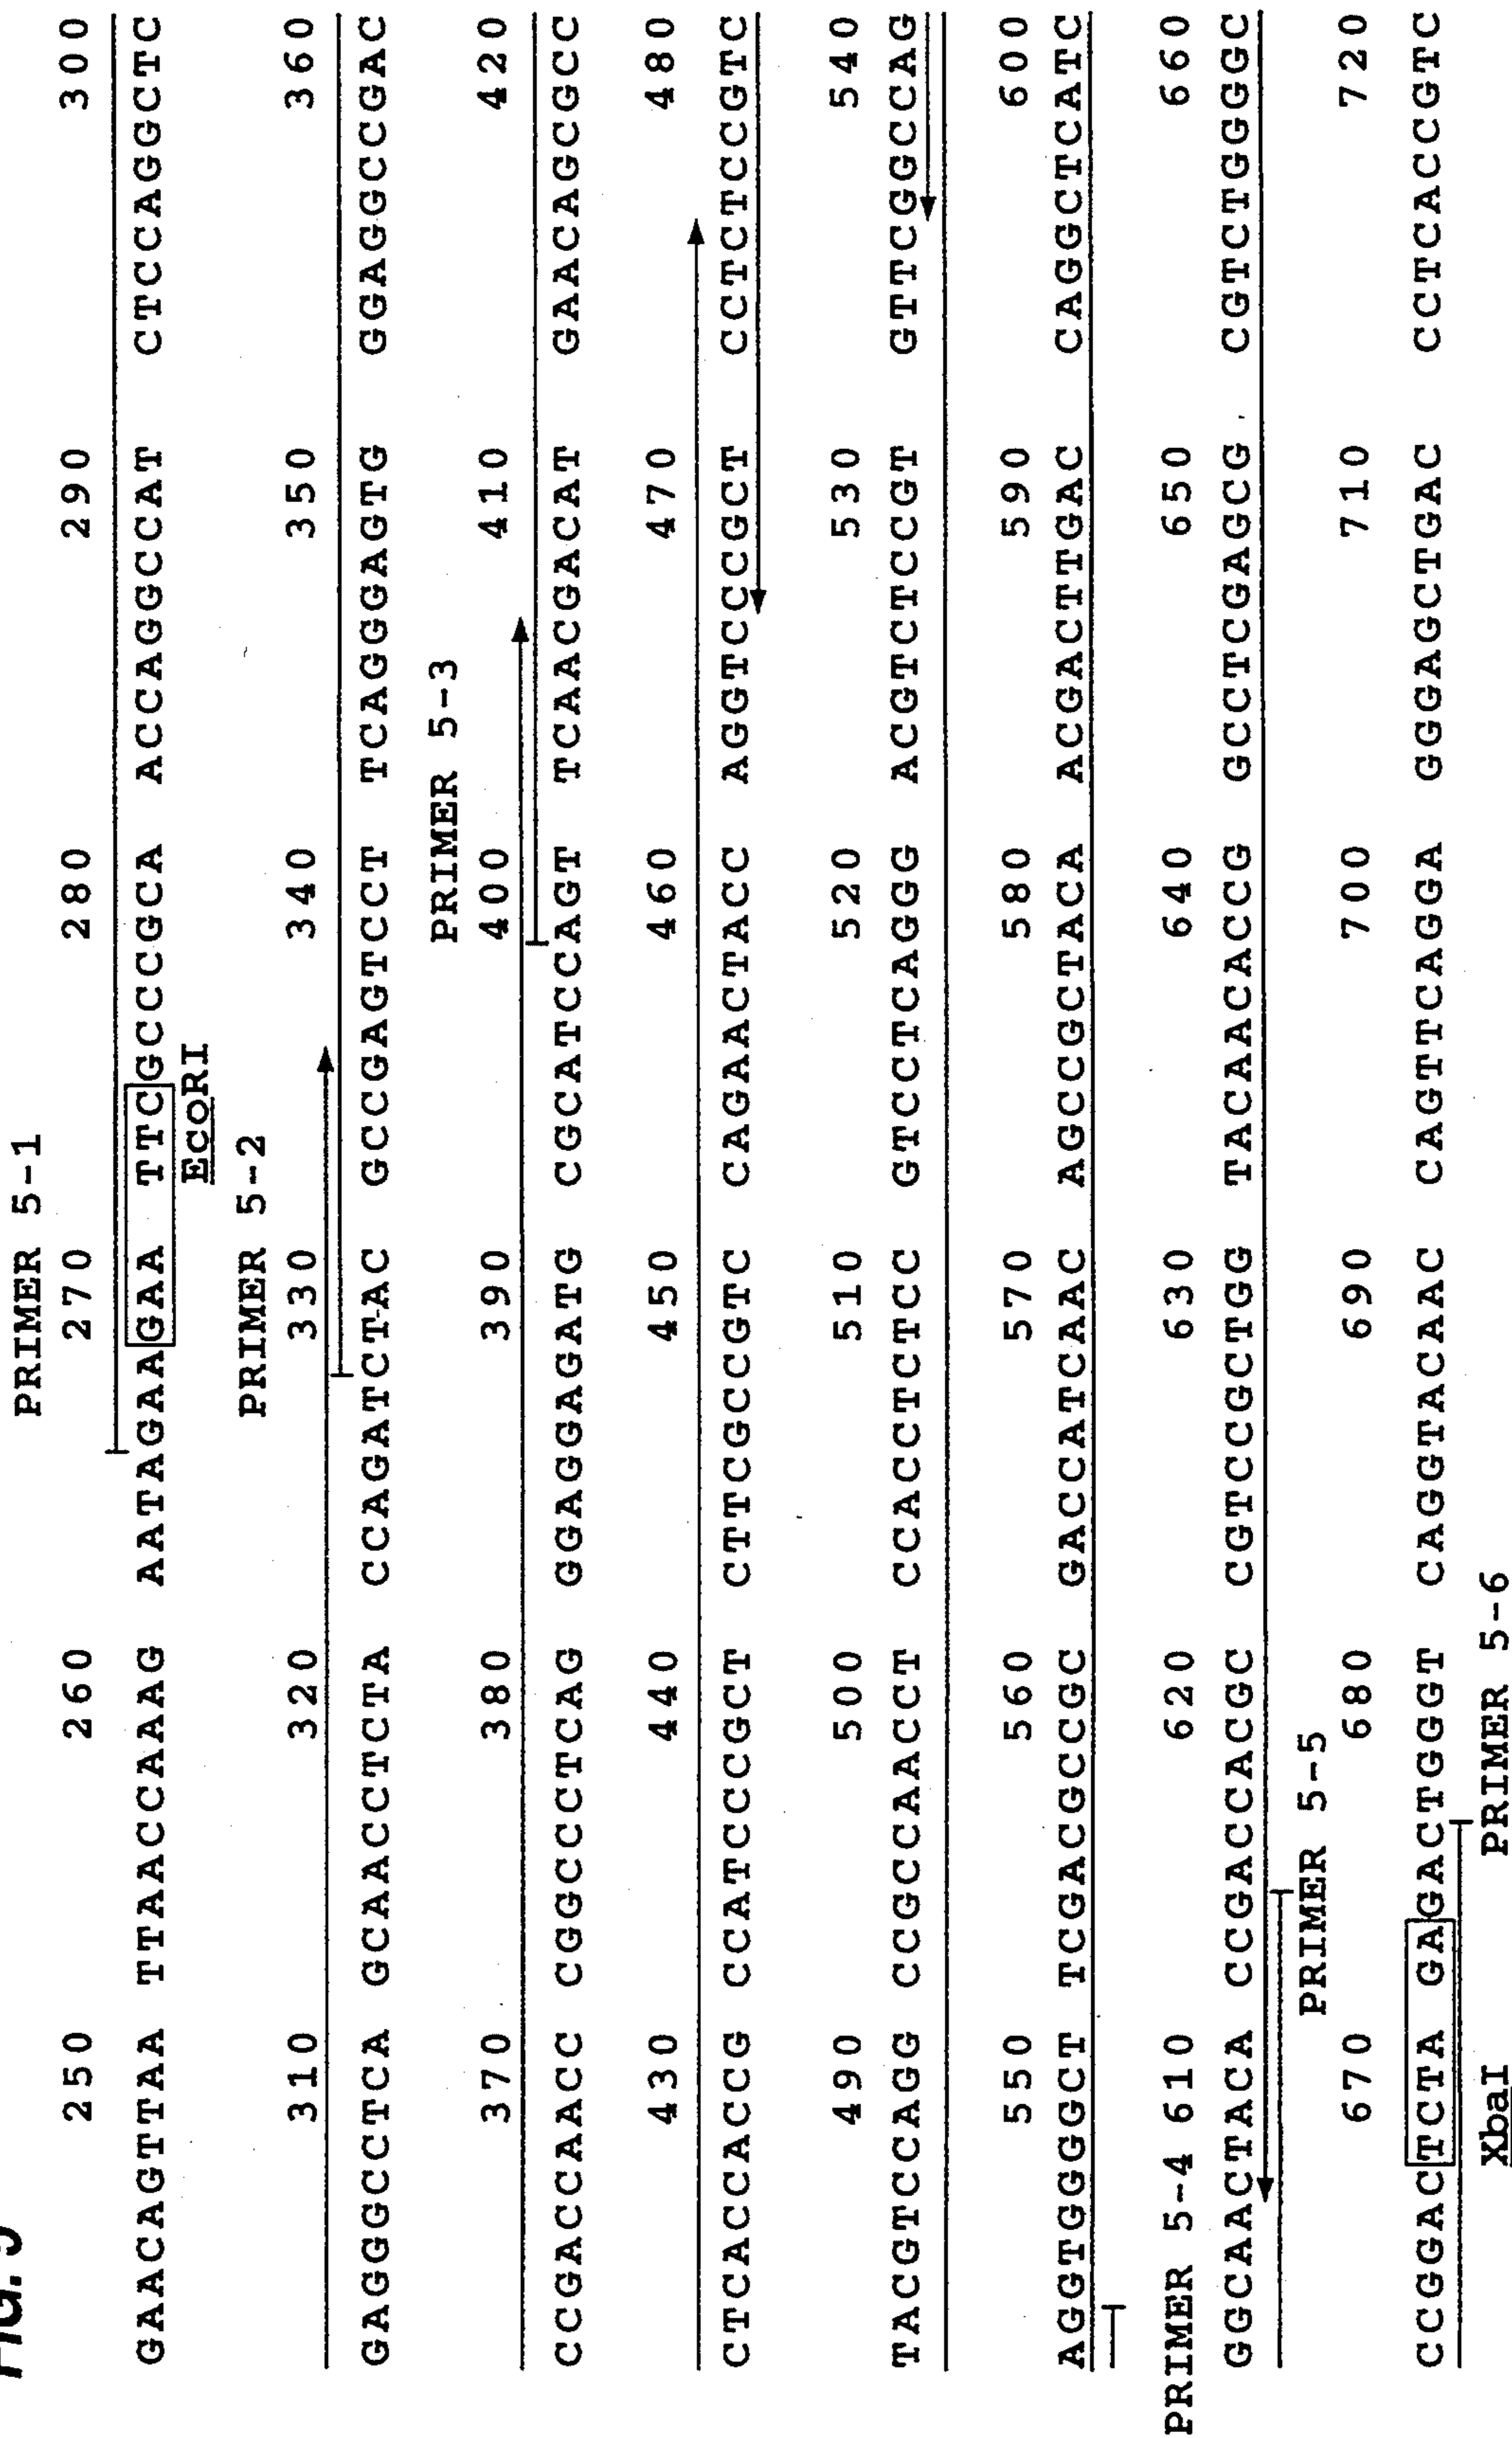 FIG. 5
PRIMER 5-1
250 260 270 280 290 300
GAACAGTTAA TTAACCAAAG AATAGAAGAA TTCGCCCGCA ACCAGGCCAT CTCCAGGCTC
EcoRI
PRIMER 5-2
310 320 330 340 350 360
GAGGGCCTCA GCAACCTCTA CCAGATCTAC GCCGAGTCCT TCAGGGAGTG GGAGGCCGAC
PRIMER 5-3
370 380 390 400 410 420
CCGACCAACC CGGCCCTCAG GGAGGAGATG CGCATCCAGT TCAACGACAT GAACAGCGCC
430 440 450 460 470 480
CTCACCACCG CCATCCCGCT CTTCGCCGTC CAGAACTACC AGGTCCCGCT CCTCTCCGTC
490 500 510 520 530 540
TACGTCCAGG CCGCCAACCT CCACCTCTCC GTCCTCAGGG ACGTCTCCGT GTTCGGCCAG
550 560 570 580 590 600
AGGTGGGGCT TCGACGCCGC GACCATCAAC AGCCGCTACA ACGACTTGAC CAGGCTCATC
PRIMER 5-4 610 620 630 640 650 660
GGCAACTACA CCGACCACGC CGTCCGCTGG TACAACACCG GCCTCGAGCG CGTCTGGGGC
PRIMER 5-5
670 680 690 700 710 720
CCGGACTCTA GAGACTGGGT CAGGTACAAC CAGTTCAGGA GGGAGCTGAC CCTCACCGTC
XbaI PRIMER 5-6